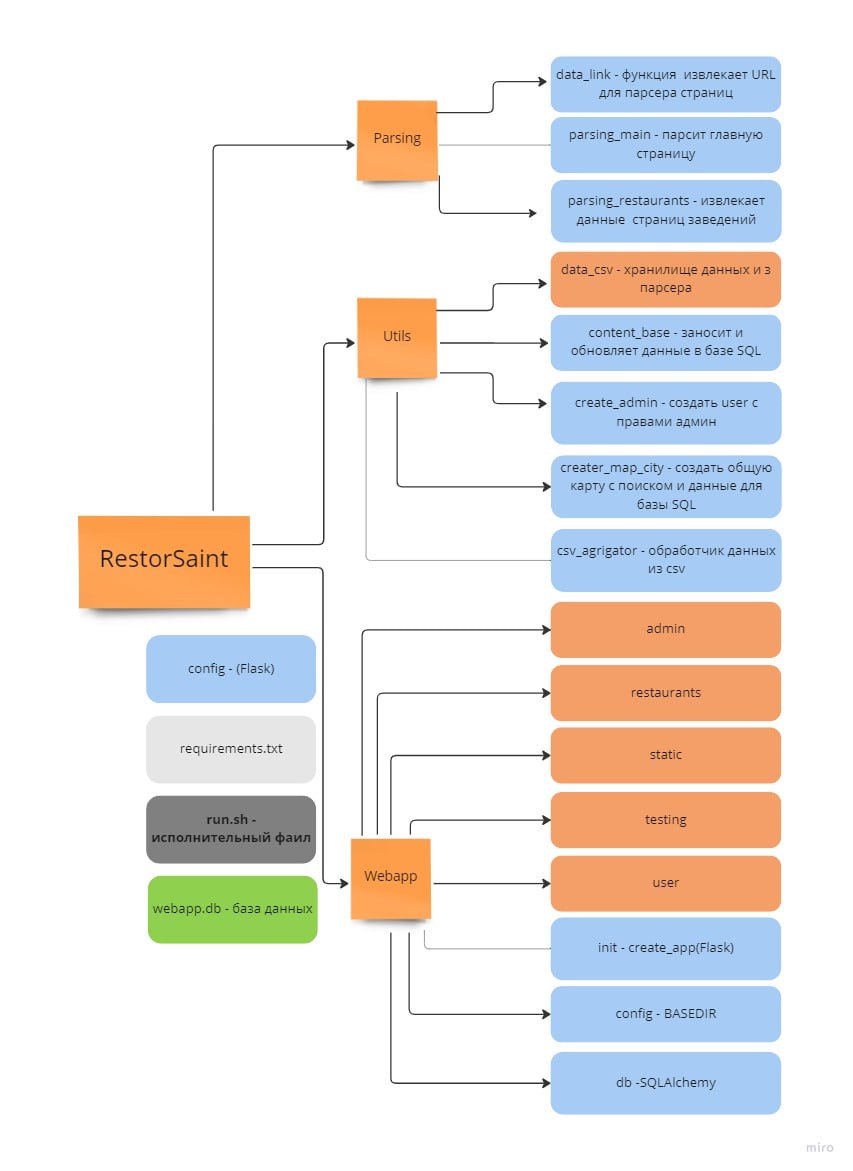 data_link - функция извлекает URL
для парсера страниц
Parsing
parsing_main - парсит главную
страницу
parsing_restaurants - извлекает
данные страниц заведений
data_csv - хранилище данных и з
парсера
Utils
content_base - заносит и
обновляет данные в базе SQL
create_admin - создать user с
правами админ
creater_map_city - создать общую
карту с поиском и данные для
базы SQL
RestorSaint
csv_agrigator - обработчик данных
из csv
admin
config - (Flask)
restaurants
requirements.txt
static
run.sh -
исполнительный фаил
testing
Webapp
user
webapp.db - база данных
init - create_app(Flask)
config - BASEDIR
db -SQLAlchemy
miro